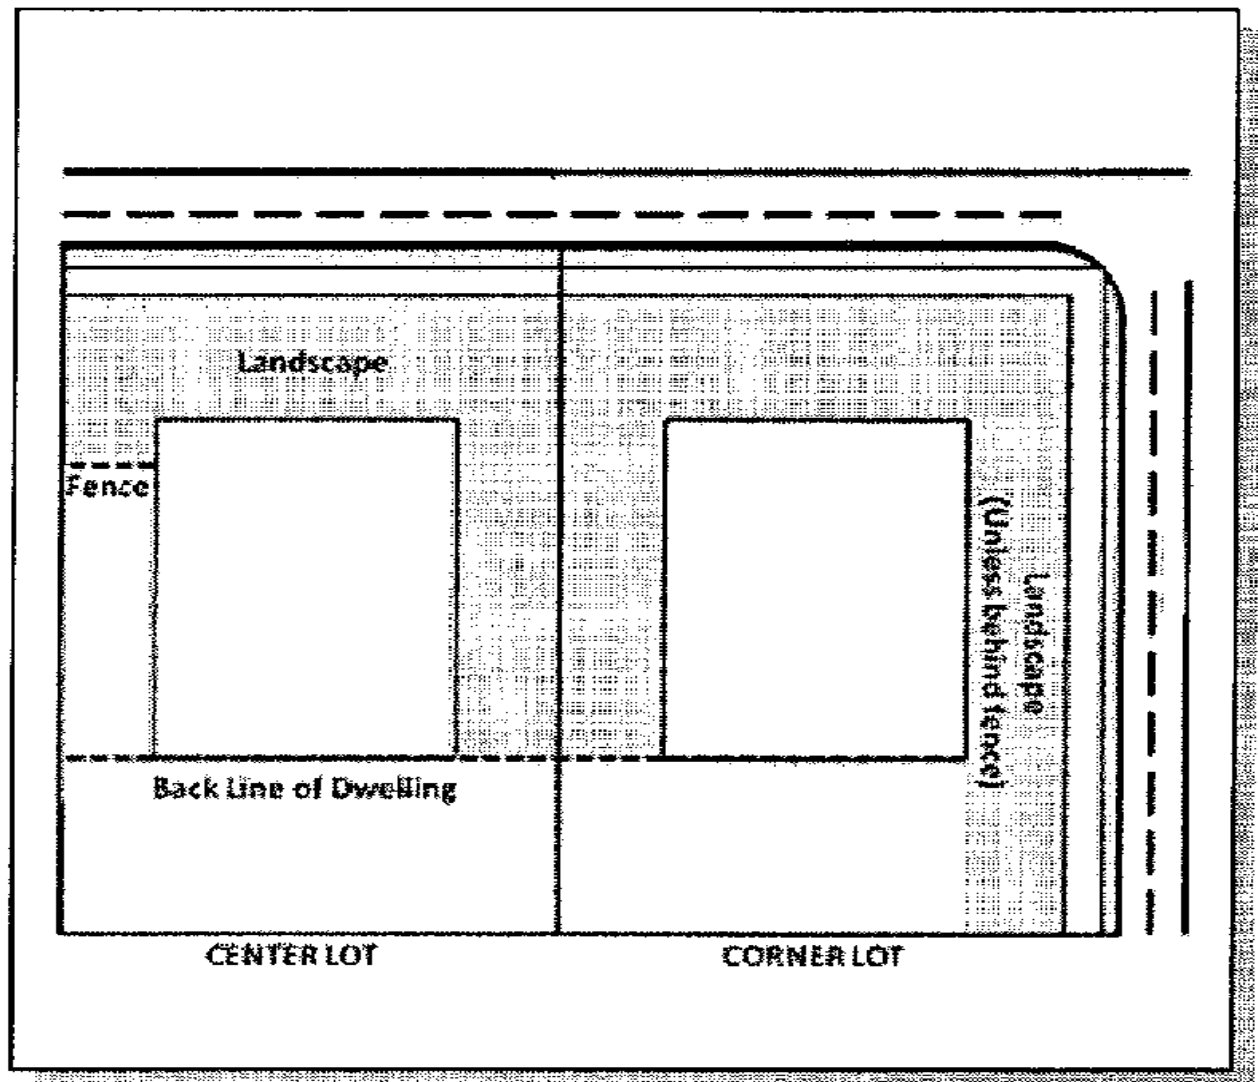 Landscape
Fence
Landscape
(Unless behind fence)
Back Line of Dwelling
CENTER LOT
CORNER LOT